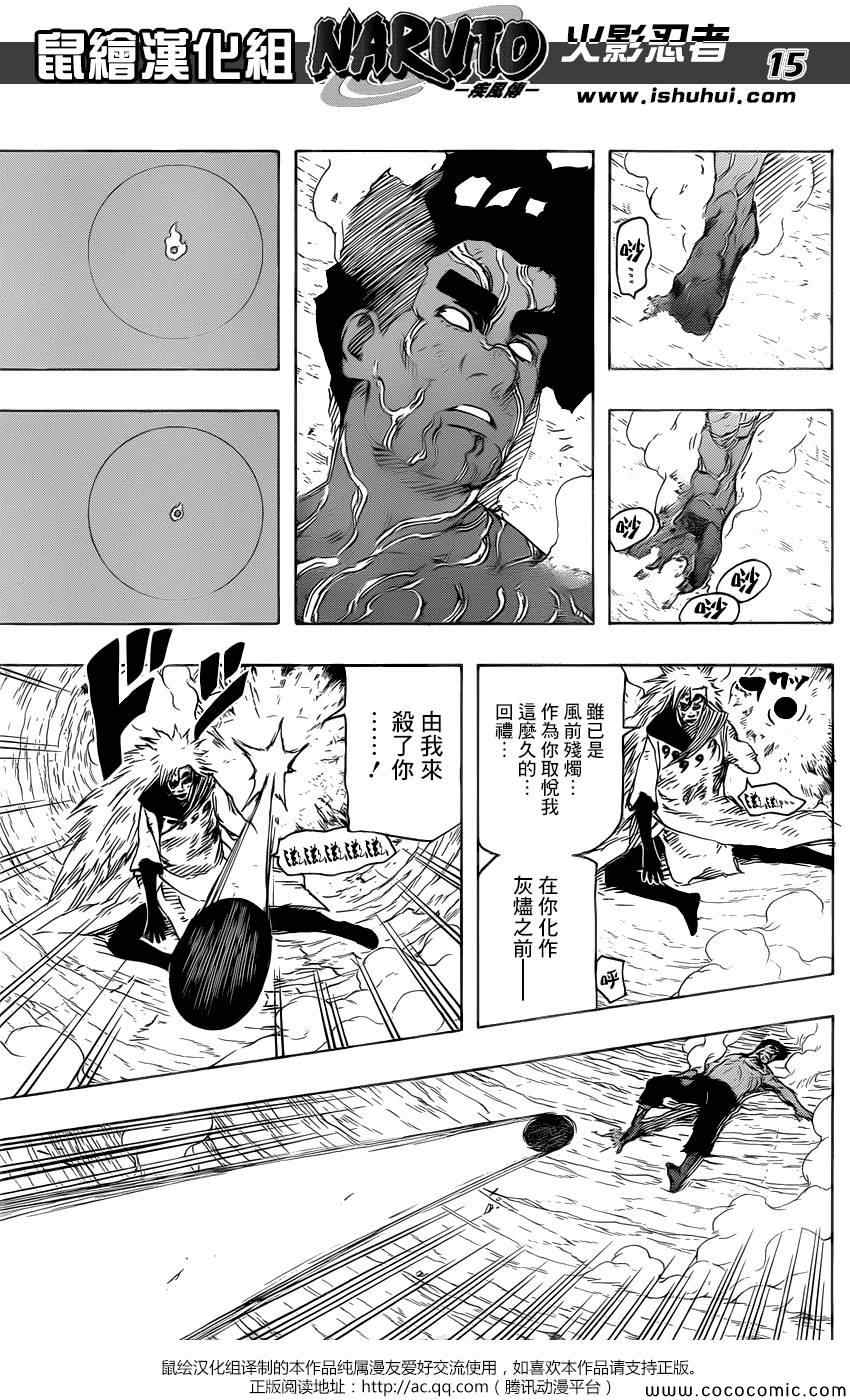 鼠繪漢化組
NARUTO
疾風傳
火影忍者
15
www.ishuhui.com
雖已是
風前殘燭…
作為你取悅我
這麼久的…
回禮…
在你化作
灰燼之前——
呼
由我來
殺了你
……！
ドドッ
鼠绘汉化组译制的本作品纯属漫友爱好交流使用，如喜欢本作品请支持正版。
正版阅读地址：http://ac.qq.com（腾讯动漫平台）
www.cococomic.com